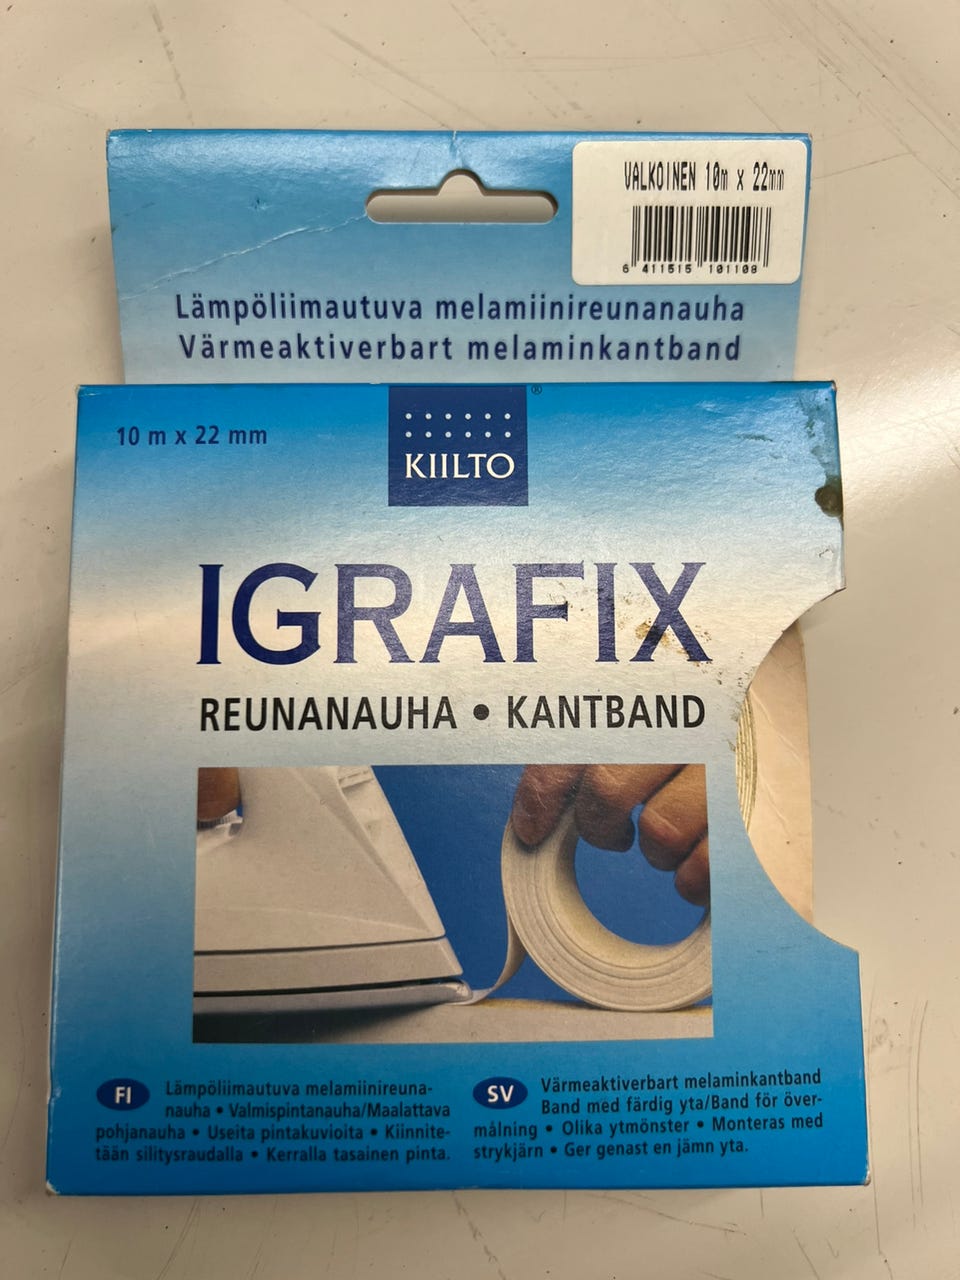 VALKOINEN 10m x 22mm
6 411515 101108
Lämpöliimautuva melamiinireunanauha
Värmeaktiverbart melaminkantband
10 m x 22 mm
KIILTO
®
IGRAFIX
REUNANAUHA • KANTBAND
FI
Lämpöliimautuva melamiinireuna-
nauha • Valmispintanauha/Maalattava
pohjanauha • Useita pintakuvioita • Kiinnite-
tään silitysraudalla • Kerralla tasainen pinta.
SV
Värmeaktiverbart melaminkantband
Band med färdig yta/Band för över-
målning • Olika ytmönster • Monteras med
strykjärn • Ger genast en jämn yta.